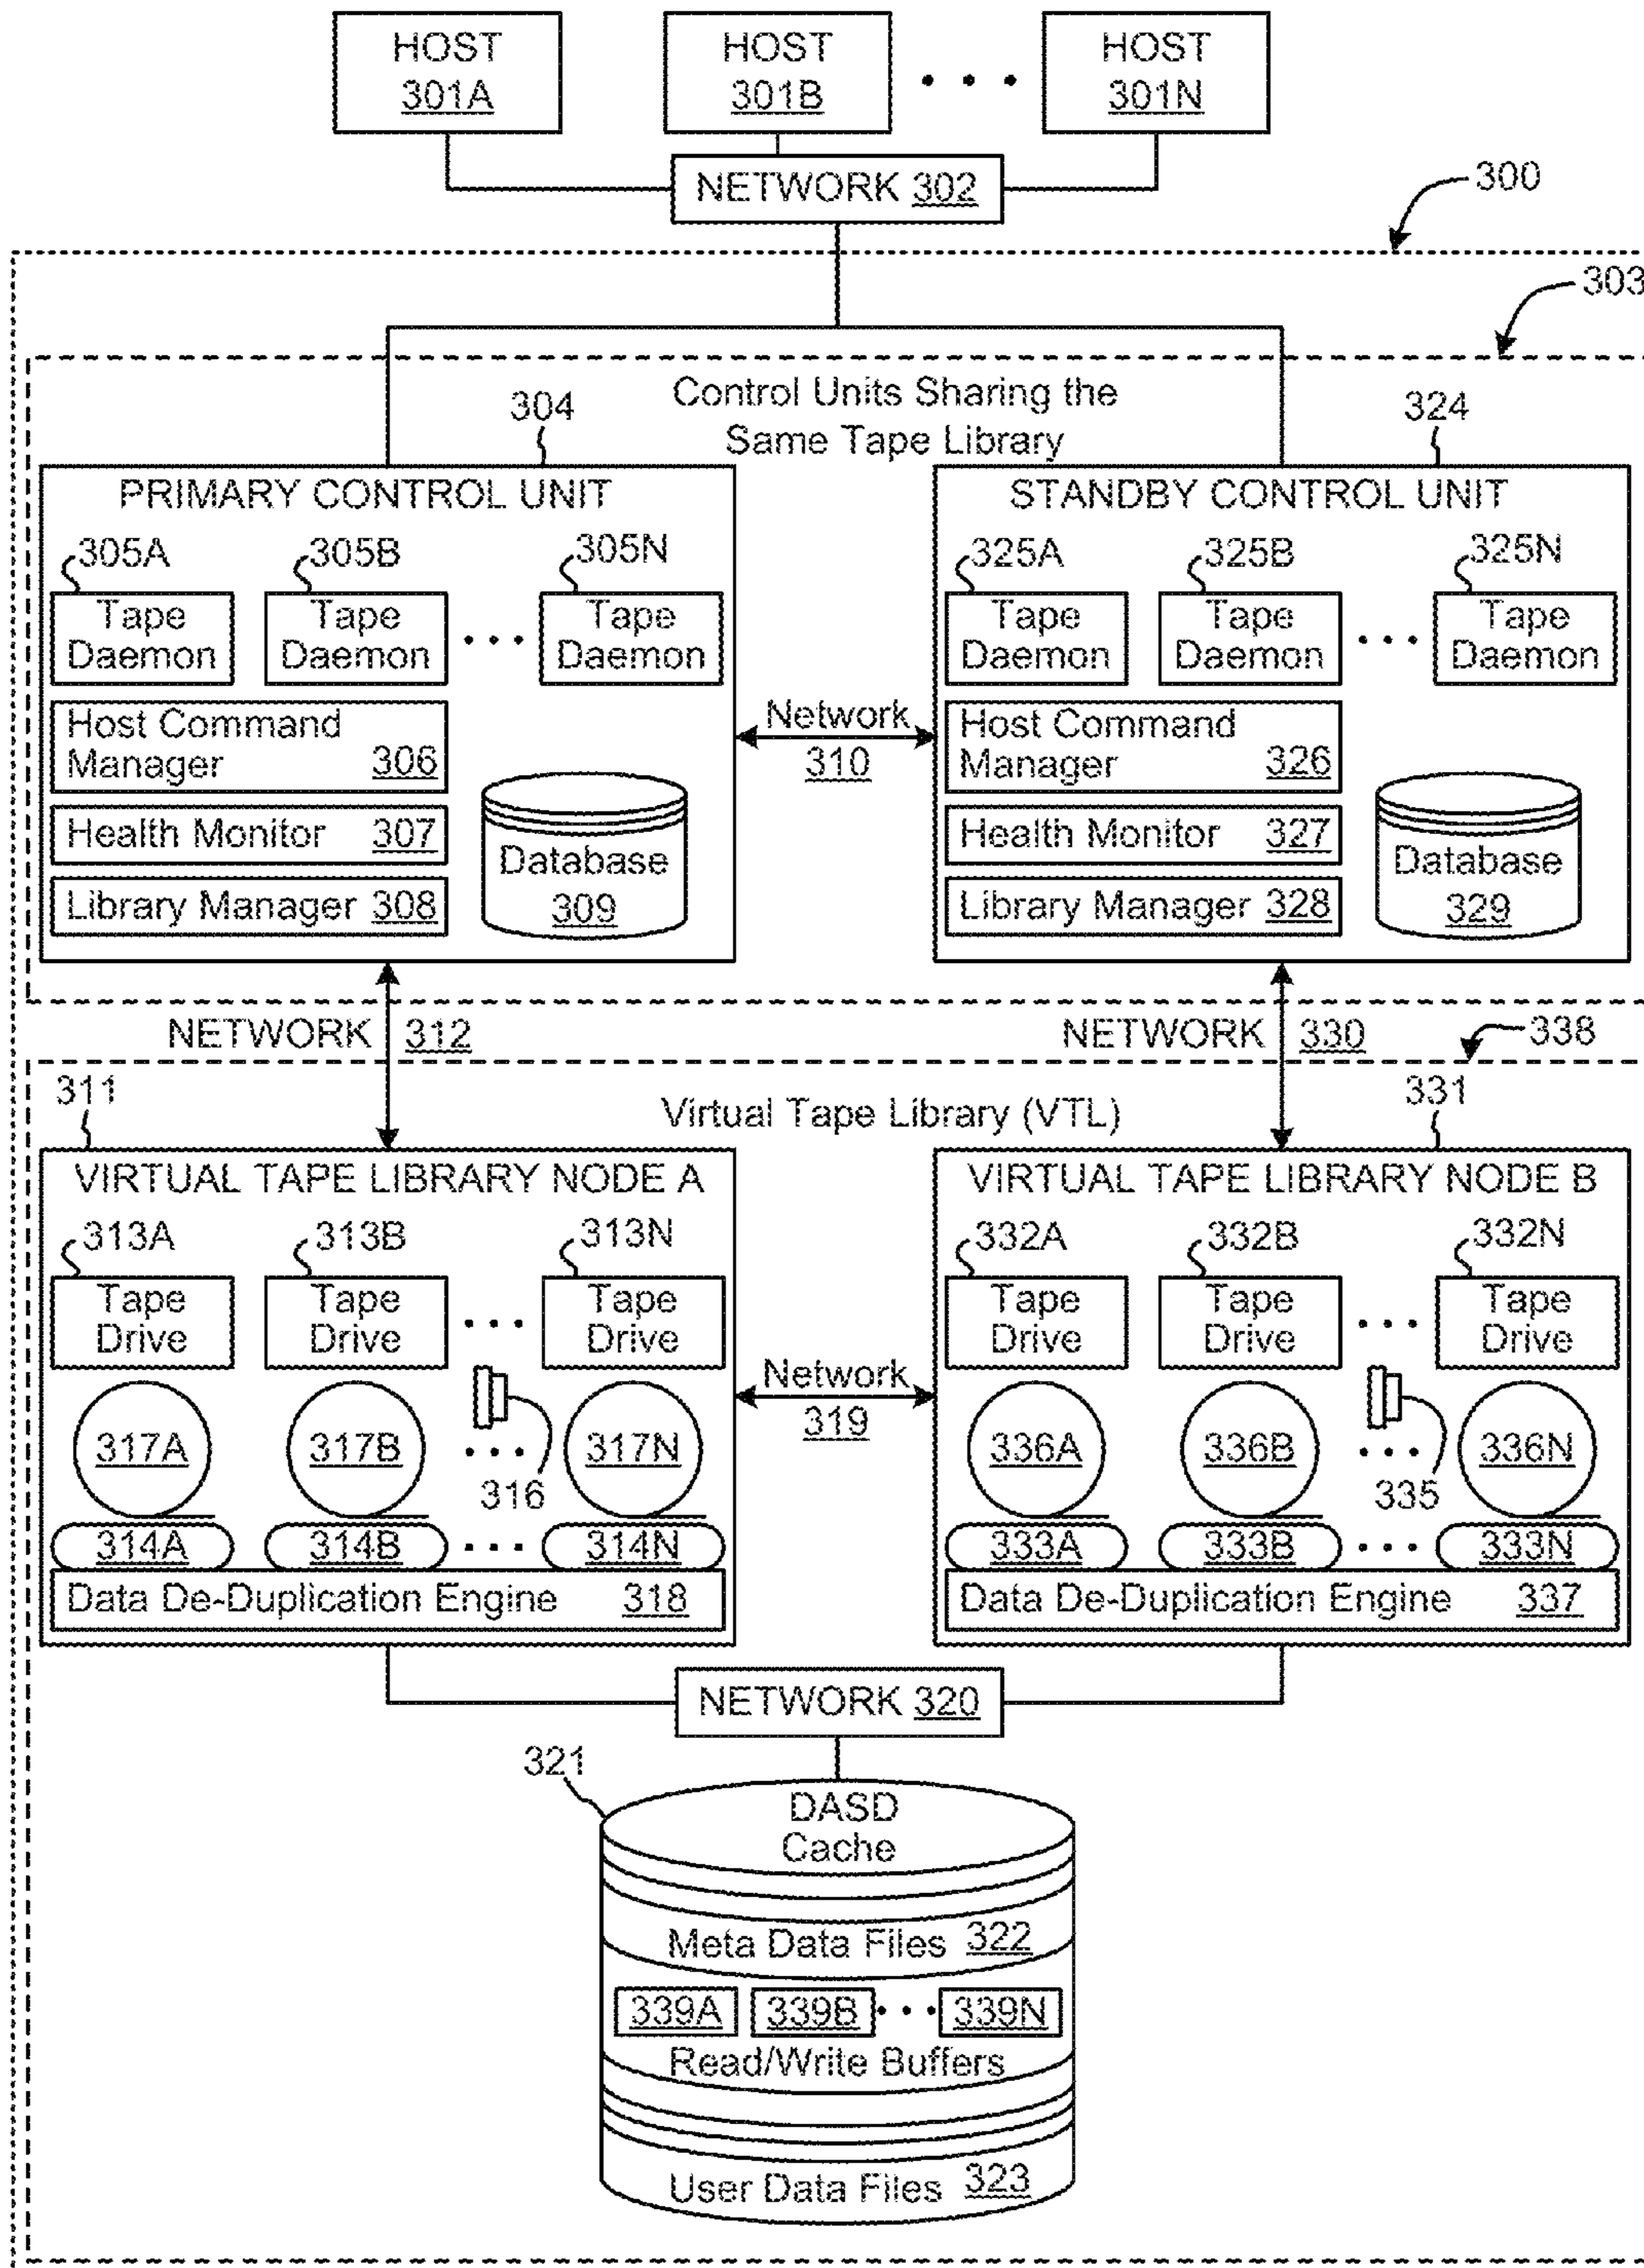 HOST
301A
HOST
301B
HOST
301N
NETWORK 302
300
303
Control Units Sharing the
Same Tape Library
304
324
PRIMARY CONTROL UNIT
305A
305B
305N
Tape
Daemon
Tape
Daemon
Tape
Daemon
Host Command
Manager 306
Health Monitor 307
Library Manager 308
Database
309
Network
310
STANDBY CONTROL UNIT
325A
325B
325N
Tape
Daemon
Tape
Daemon
Tape
Daemon
Host Command
Manager 326
Health Monitor 327
Library Manager 328
Database
329
NETWORK 312
NETWORK 330
338
311
Virtual Tape Library (VTL)
331
VIRTUAL TAPE LIBRARY NODE A
313A
313B
313N
Tape
Drive
Tape
Drive
Tape
Drive
317A
317B
317N
316
314A
314B
314N
Data De-Duplication Engine 318
Network
319
VIRTUAL TAPE LIBRARY NODE B
332A
332B
332N
Tape
Drive
Tape
Drive
Tape
Drive
336A
336B
336N
335
333A
333B
333N
Data De-Duplication Engine 337
NETWORK 320
321
DASD
Cache
Meta Data Files 322
339A
339B
339N
Read/Write Buffers
User Data Files 323